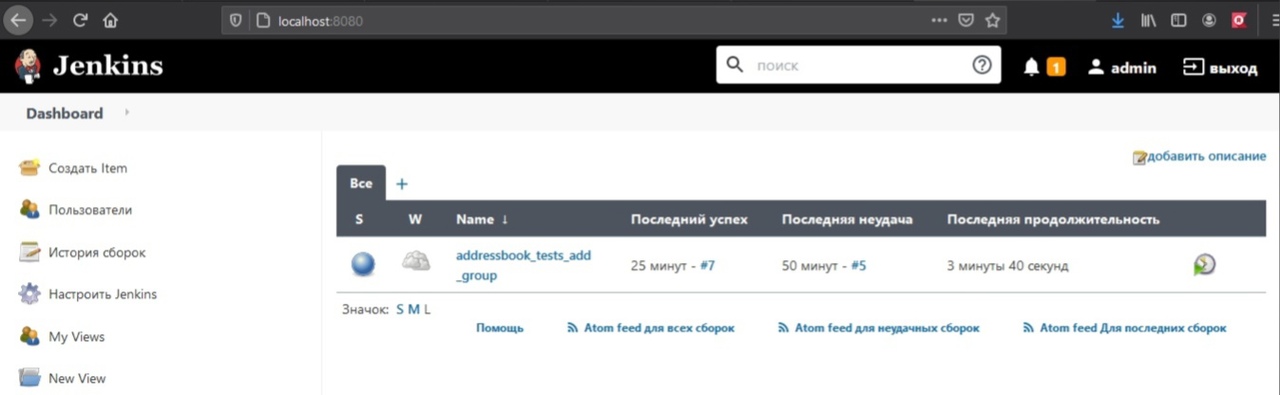 localhost:8080
Jenkins
поиск
1
admin
выход
Dashboard
Создать Item
Пользователи
История сборок
Настроить Jenkins
My Views
New View
добавить описание
Все +
S W Name ↓ Последний успех Последняя неудача Последняя продолжительность
addressbook_tests_add
_group
25 минут - #7
50 минут - #5
3 минуты 40 секунд
Значок: S M L
Помощь
Atom feed для всех сборок
Atom feed для неудачных сборок
Atom feed Для последних сборок